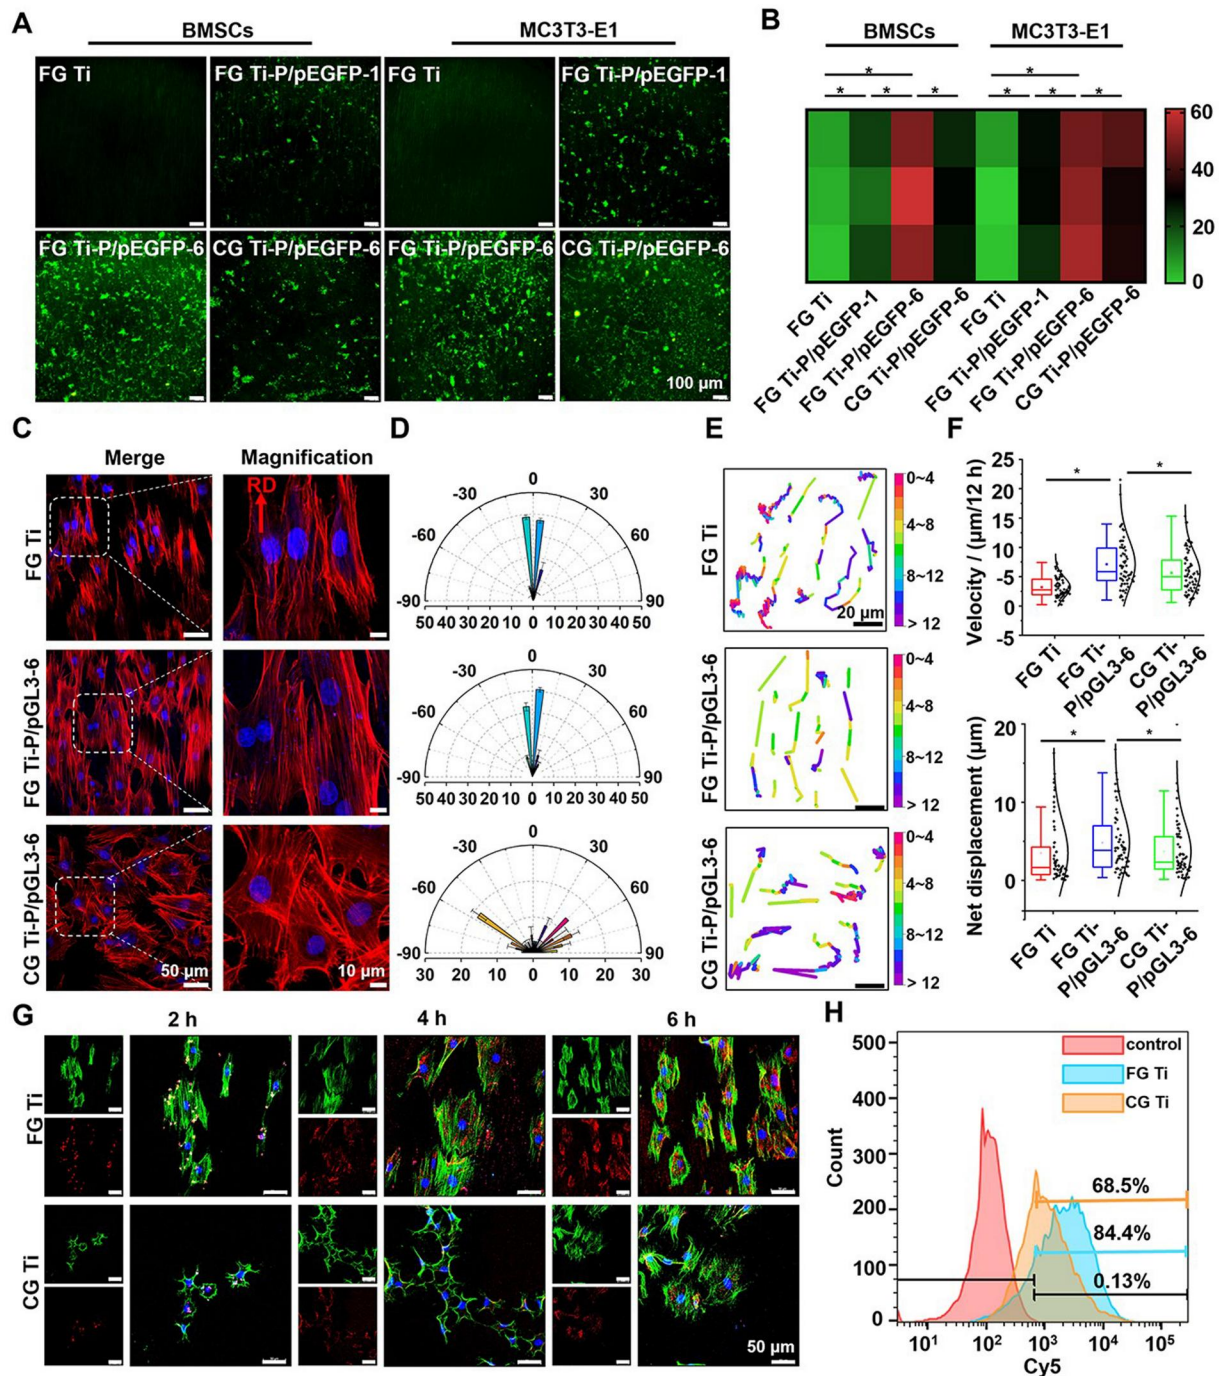 A
BMSCs
MC3T3-E1
FG Ti
FG Ti-P/pEGFP-1
FG Ti
FG Ti-P/pEGFP-1
FG Ti-P/pEGFP-6
CG Ti-P/pEGFP-6
FG Ti-P/pEGFP-6
CG Ti-P/pEGFP-6
100 µm
B
BMSCs
MC3T3-E1
* *
* * * * * *
60
40
20
0
FG Ti
FG Ti-P/pEGFP-1
FG Ti-P/pEGFP-6
CG Ti-P/pEGFP-6
FG Ti
FG Ti-P/pEGFP-1
FG Ti-P/pEGFP-6
CG Ti-P/pEGFP-6
C
Merge
Magnification
FG Ti
RD
FG Ti-P/pGL3-6
CG Ti-P/pGL3-6
50 µm
10 µm
D
0
-30 30
-60 60
-90 90
50 40 30 20 10 0 10 20 30 40 50
0
-30 30
-60 60
-90 90
50 40 30 20 10 0 10 20 30 40 50
0
-30 30
-60 60
-90 90
30 20 10 0 10 20 30
E
FG Ti
20 µm
0~4
4~8
8~12
> 12
FG Ti-P/pGL3-6
0~4
4~8
8~12
> 12
CG Ti-P/pGL3-6
0~4
4~8
8~12
> 12
F
Velocity / (µm/12 h)
25
20
15
10
5
0
-5
* *
FG Ti
FG Ti-
P/pGL3-6
CG Ti-
P/pGL3-6
Net displacement (µm)
20
10
0
* *
FG Ti
FG Ti-
P/pGL3-6
CG Ti-
P/pGL3-6
G
2 h
4 h
6 h
FG Ti
CG Ti
50 µm
H
Count
500
400
300
200
100
0
control
FG Ti
CG Ti
68.5%
84.4%
0.13%
10¹ 10² 10³ 10⁴ 10⁵
Cy5